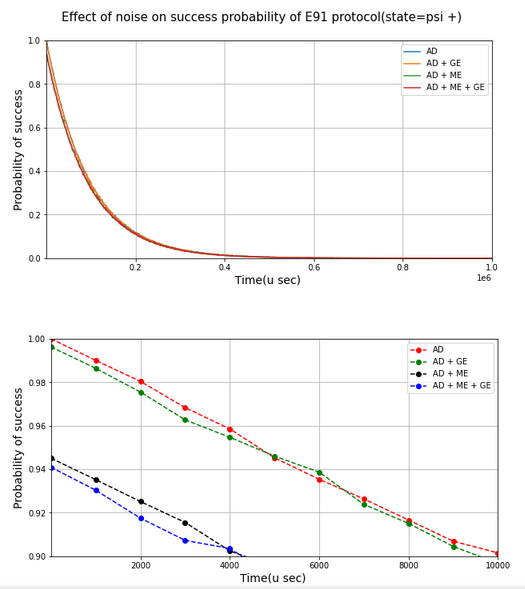 Effect of noise on success probability of E91 protocol(state=psi +)
1.0
0.8
0.6
0.4
0.2
0.0
Probability of success
AD
AD + GE
AD + ME
AD + ME + GE
0.2
0.4
0.6
0.8
1.0
1e6
Time(u sec)
1.00
0.98
0.96
0.94
0.92
0.90
Probability of success
AD
AD + GE
AD + ME
AD + ME + GE
2000
4000
6000
8000
10000
Time(u sec)